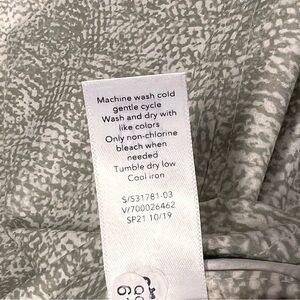 Machine wash cold
gentle cycle
Wash and dry with
like colors
Only non-chlorine
bleach when
needed
Tumble dry low
Cool iron
S/S31781-03
V/700026462
SP21 10/19